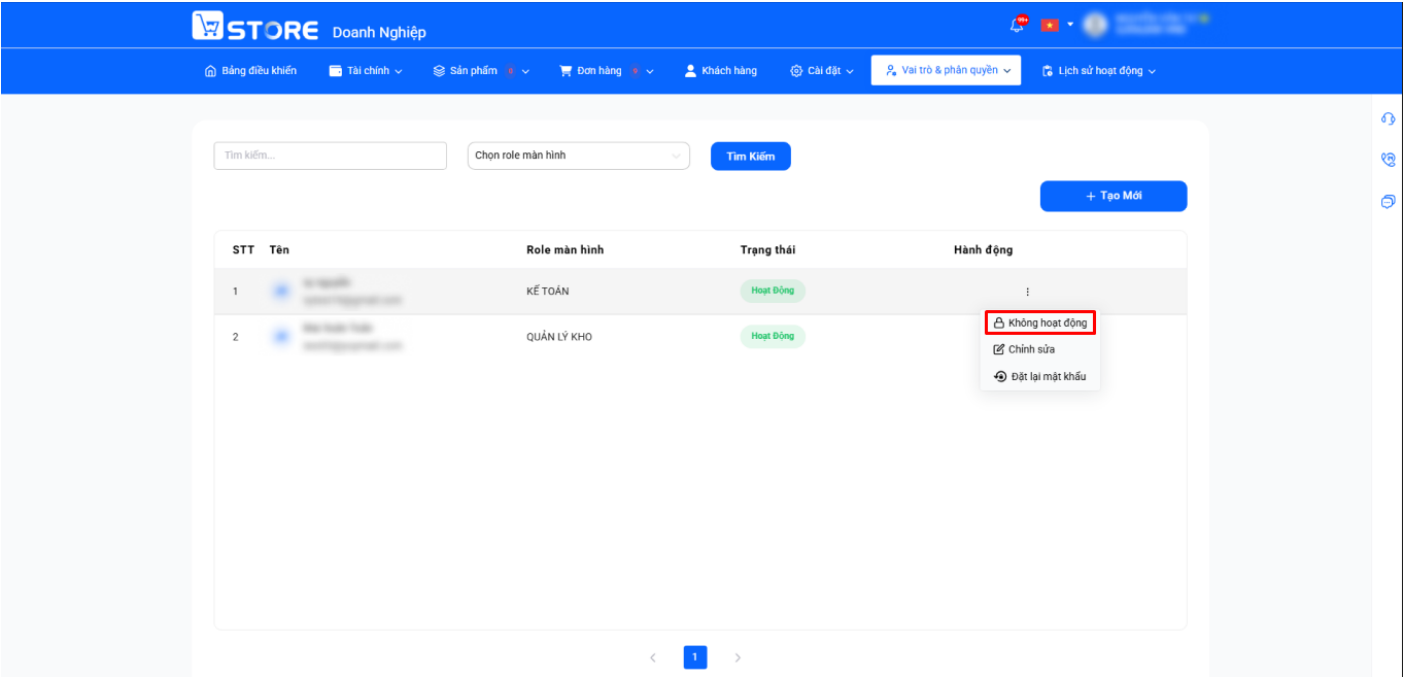 STORE Doanh Nghiệp
99+
Bảng điều khiển Tài chính Sản phẩm Đơn hàng Khách hàng Cài đặt Vai trò & phân quyền Lịch sử hoạt động
Tìm kiếm... Chọn role màn hình Tìm Kiếm
+ Tạo Mới
STT Tên Role màn hình Trạng thái Hành động
1 KẾ TOÁN Hoạt Động
Không hoạt động
2 QUẢN LÝ KHO Hoạt Động
Chỉnh sửa
Đặt lại mật khẩu
1